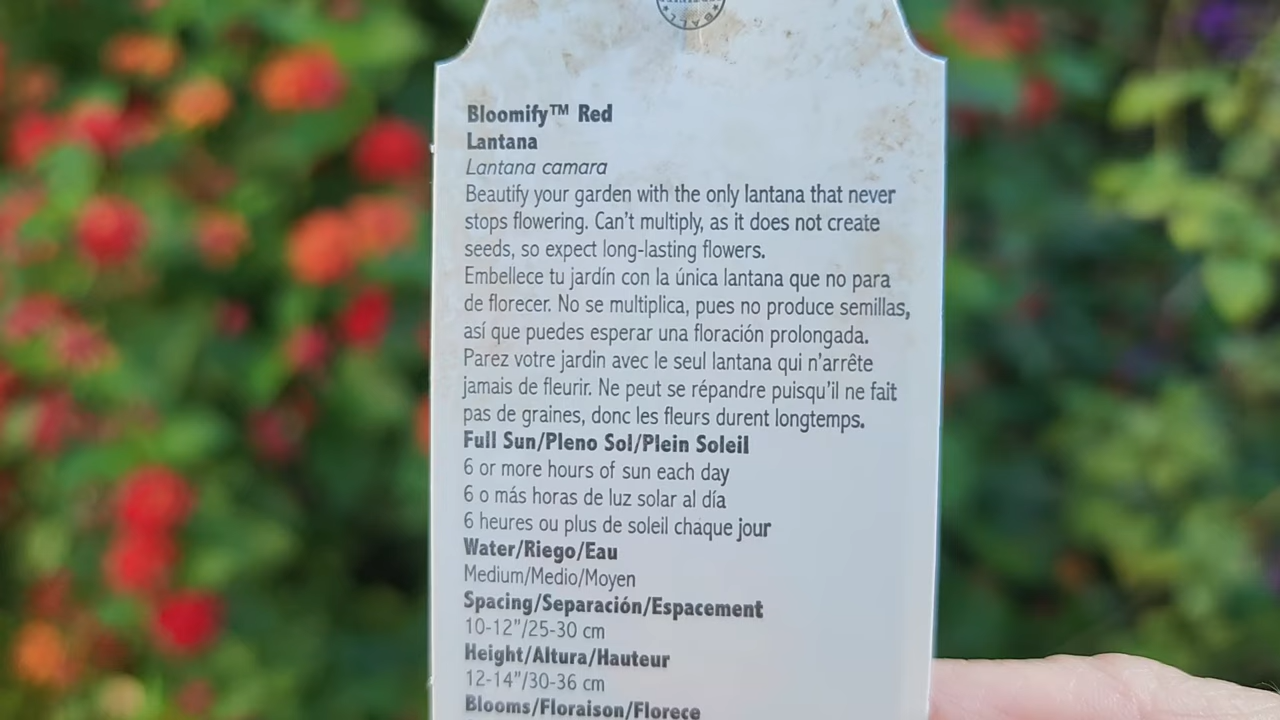 BALL
Bloomify™ Red
Lantana
Lantana camara
Beautify your garden with the only lantana that never
stops flowering. Can't multiply, as it does not create
seeds, so expect long-lasting flowers.
Embellece tu jardín con la única lantana que no para
de florecer. No se multiplica, pues no produce semillas,
así que puedes esperar una floración prolongada.
Parez votre jardin avec le seul lantana qui n'arrête
jamais de fleurir. Ne peut se répandre puisqu'il ne fait
pas de graines, donc les fleurs durent longtemps.
Full Sun/Pleno Sol/Plein Soleil
6 or more hours of sun each day
6 o más horas de luz solar al día
6 heures ou plus de soleil chaque jour
Water/Riego/Eau
Medium/Medio/Moyen
Spacing/Separación/Espacement
10-12"/25-30 cm
Height/Altura/Hauteur
12-14"/30-36 cm
Blooms/Floraison/Florece